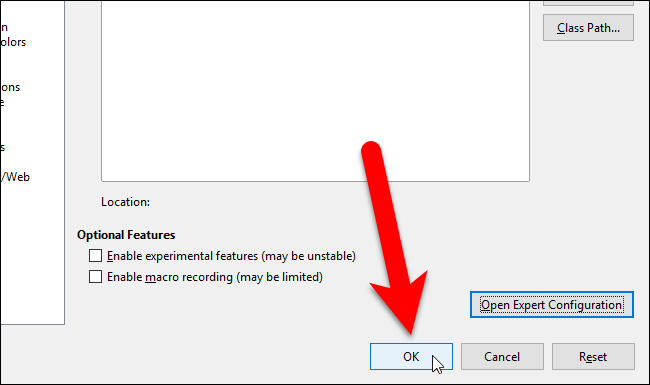 Class Path...
n
olors
ons
e
s
/Web
Location:
Optional Features
Enable experimental features (may be unstable)
Enable macro recording (may be limited)
Open Expert Configuration
OK
Cancel
Reset